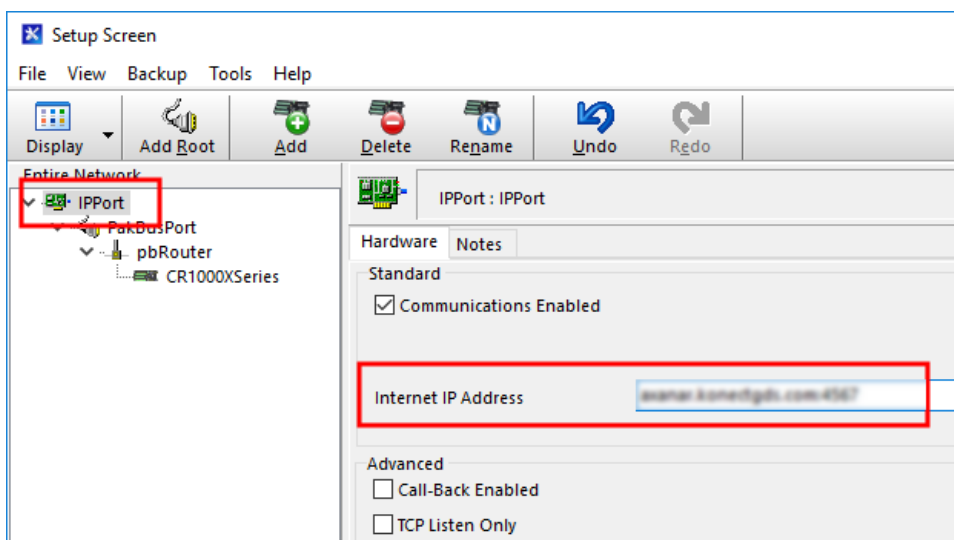 Setup Screen
File View Backup Tools Help
Display Add Root Add Delete Rename Undo Redo
Entire Network
IPPort
PakBusPort
pbRouter
CR1000XSeries
IPPort : IPPort
Hardware Notes
Standard
Communications Enabled
Internet IP Address
Advanced
Call-Back Enabled
TCP Listen Only